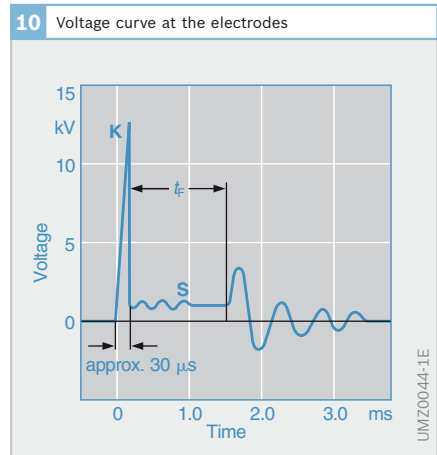 10 Voltage curve at the electrodes
15
kV
K
10
tF
5
Voltage
S
0
approx. 30 µs
0 1.0 2.0 3.0 ms
Time
UMZ0044-1E